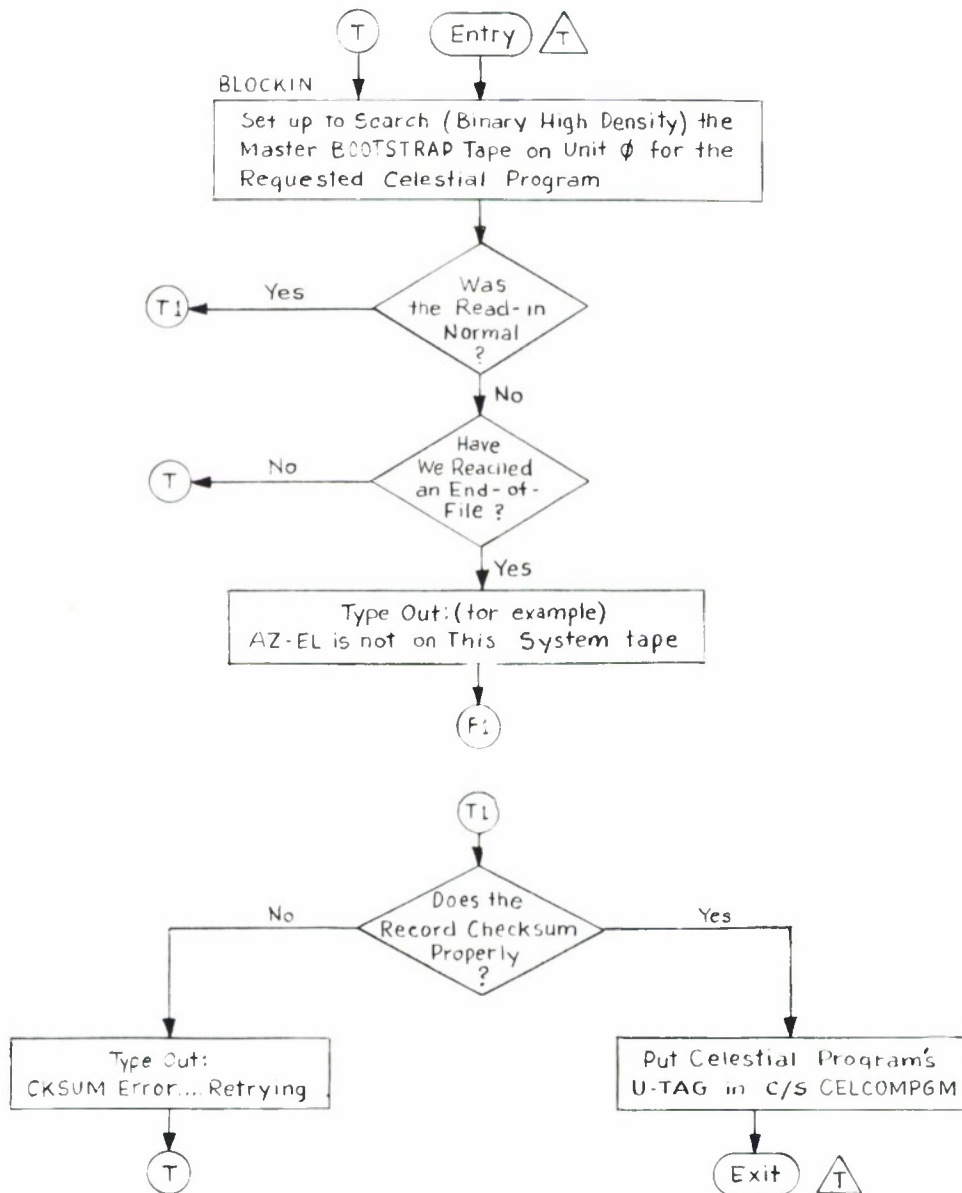 T
Entry
T
BLOCKIN
Set up to Search (Binary High Density) the
Master BOOTSTRAP Tape on Unit φ for the
Requested Celestial Program
Was
the Read-in
Normal
?
Yes
T1
No
Have
We Reached
an End-of-
File ?
No
T
Yes
Type Out: (for example)
AZ-EL is not on This System tape
F1
T1
Does the
Record Checksum
Properly
?
No
Yes
Type Out:
CKSUM Error....Retrying
Put Celestial Program's
U-TAG in C/S CELCOMPGM
T
Exit
T